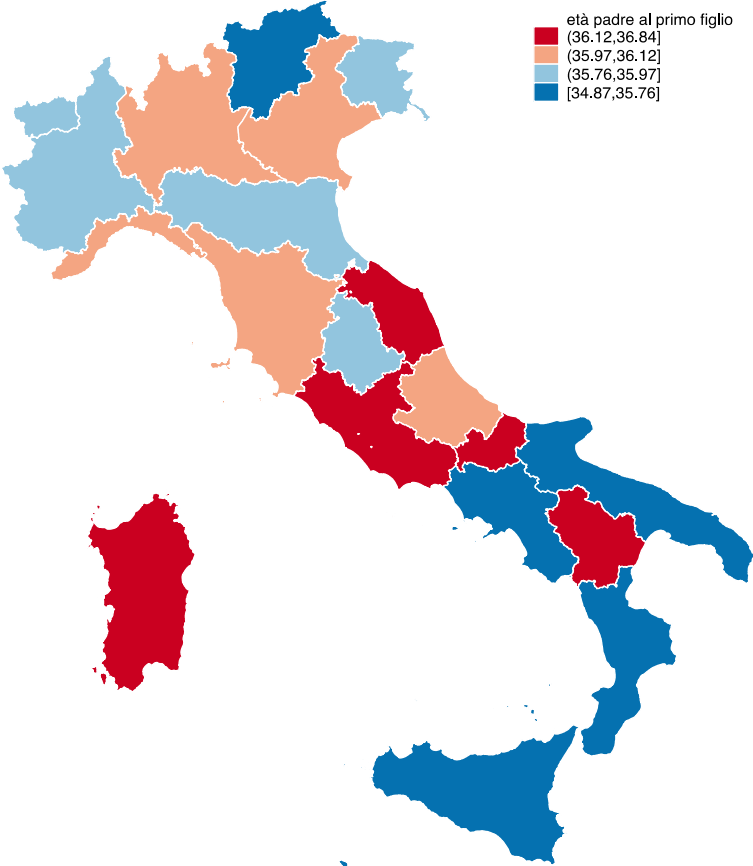 età padre al primo figlio
(36.12,36.84]
(35.97,36.12]
(35.76,35.97]
[34.87,35.76]